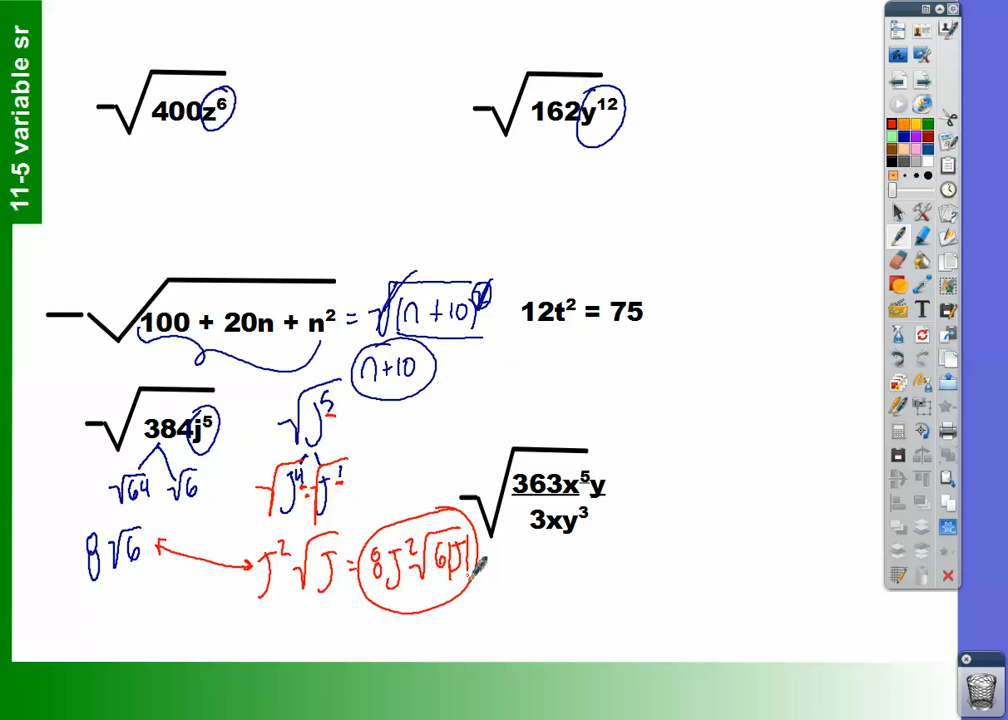 11-5 variable sr
√400z⁶
√162y¹²
√100 + 20n + n² = √(n + 10)²
12t² = 75
n+10
√384j⁵
√J⁵
√64 √6
√J⁴ · √J¹
√363x⁵y
3xy³
8√6
J² √J = 8J²√6|J|
T